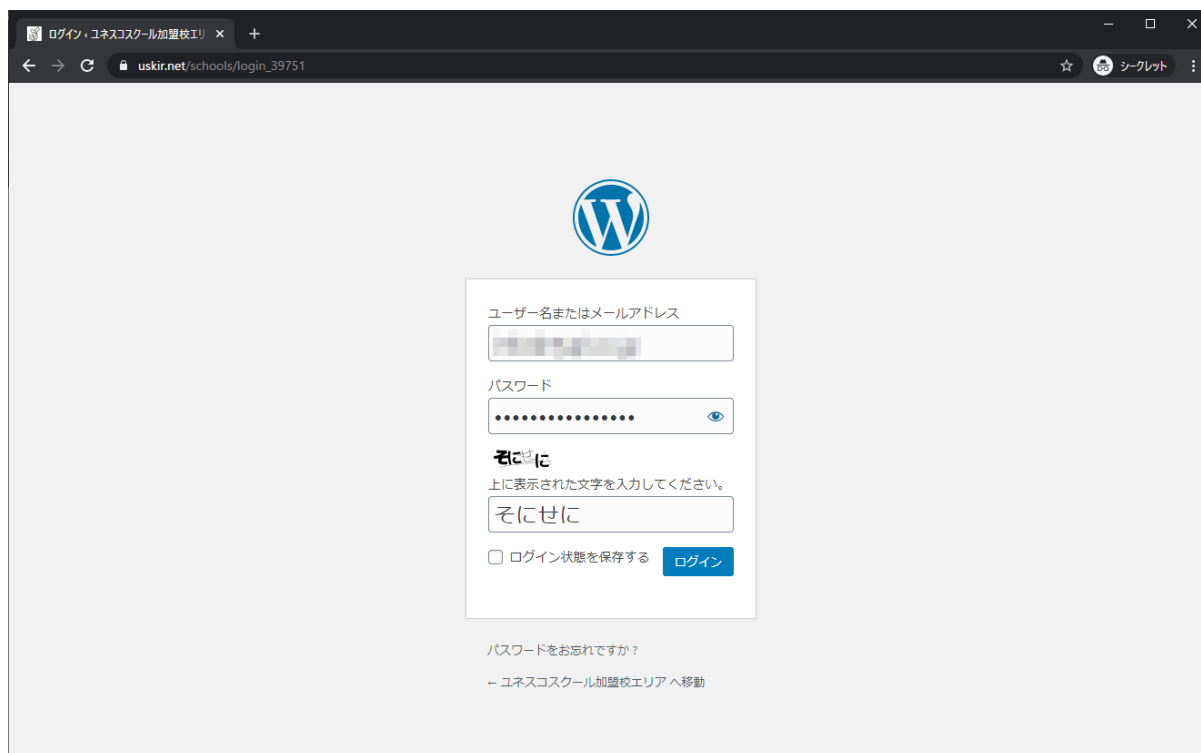 ログイン ‹ ユネスコスクール加盟校エリ
uskir.net/schools/login_39751
シークレット
ユーザー名またはメールアドレス
パスワード
••••••••••••••••
そにせに
上に表示された文字を入力してください。
そにせに
ログイン状態を保存する
ログイン
パスワードをお忘れですか ?
← ユネスコスクール加盟校エリア へ移動